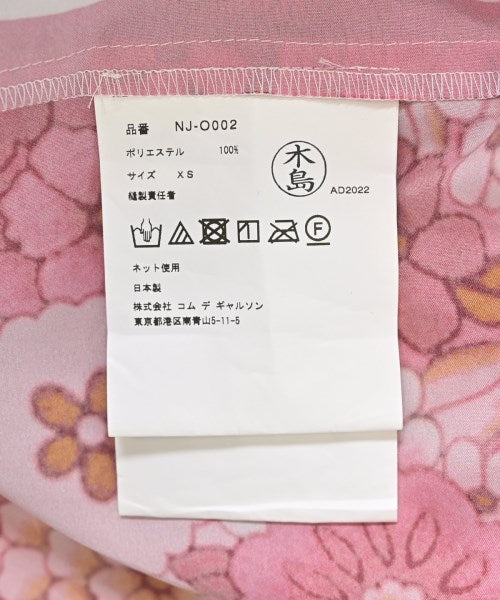 品番 NJ-O002
ポリエステル 100%
サイズ XS
縫製責任者
木島
AD2022
ネット使用
日本製
株式会社 コム デ ギャルソン
東京都港区南青山5-11-5